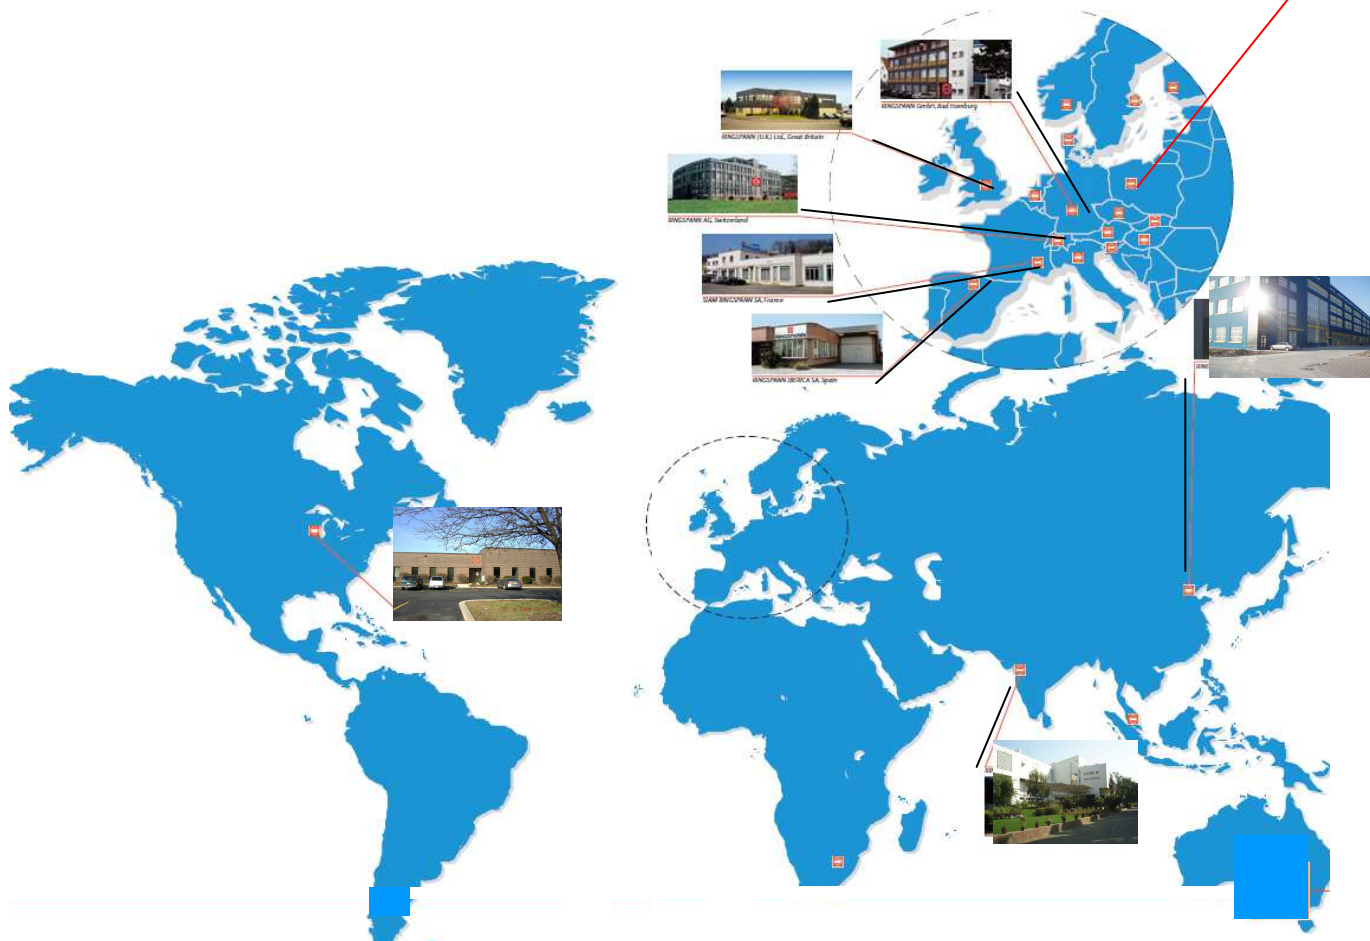 RINGSPANN GmbH, Bad Homburg
RINGSPANN (U.K.) Ltd., Great Britain
RINGSPANN AG, Switzerland
SIAM RINGSPANN SA, France
RINGSPANN
RINGSPANN IBERICA SA, Spain